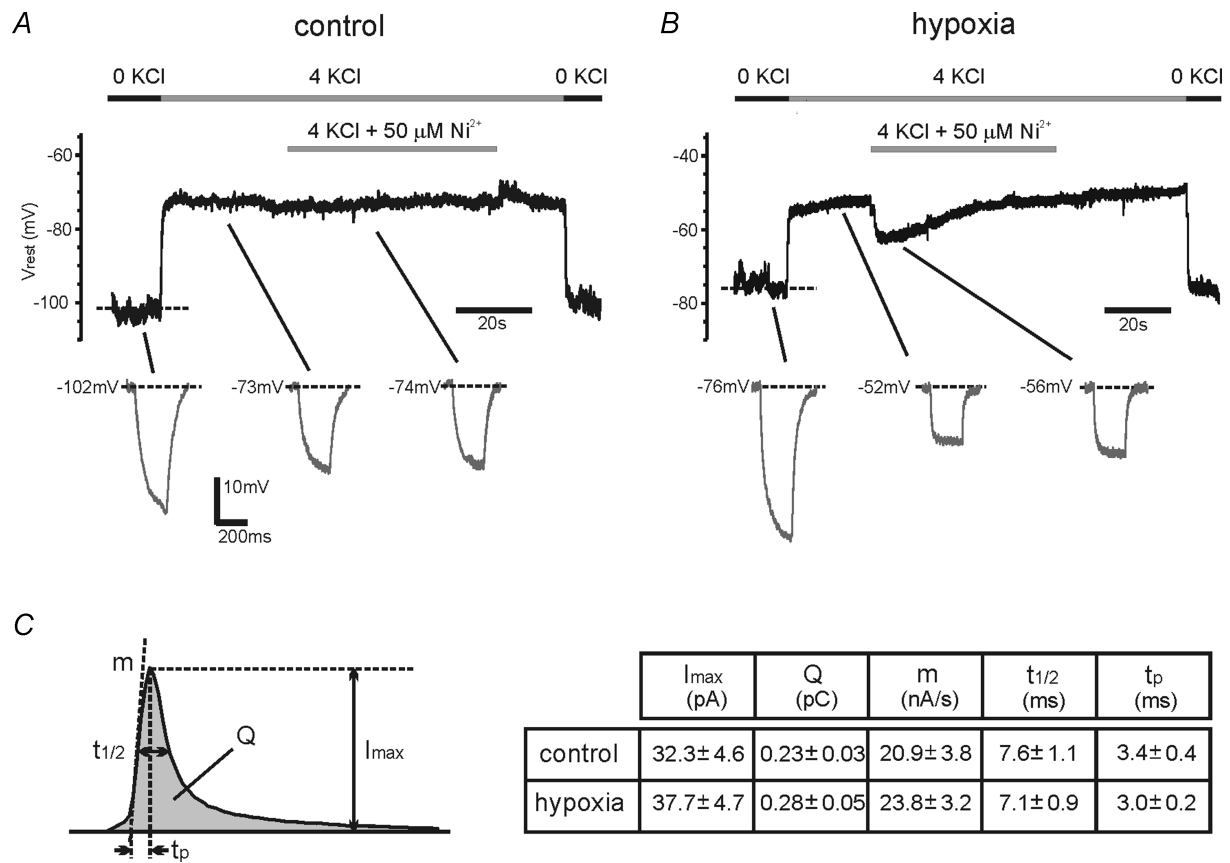 A
control
0 KCl 4 KCl 0 KCl
4 KCl + 50 μM Ni²⁺
Vrest (mV)
-60
-80
-100
20s
-102mV
-73mV
-74mV
10mV
200ms
B
hypoxia
0 KCl 4 KCl 0 KCl
4 KCl + 50 μM Ni²⁺
-40
-60
-80
20s
-76mV
-52mV
-56mV
C
m
t1/2
Q
Imax
tp
Imax (pA) Q (pC) m (nA/s) t1/2 (ms) tp (ms)
control 32.3± 4.6 0.23± 0.03 20.9± 3.8 7.6± 1.1 3.4± 0.4
hypoxia 37.7± 4.7 0.28± 0.05 23.8± 3.2 7.1± 0.9 3.0± 0.2